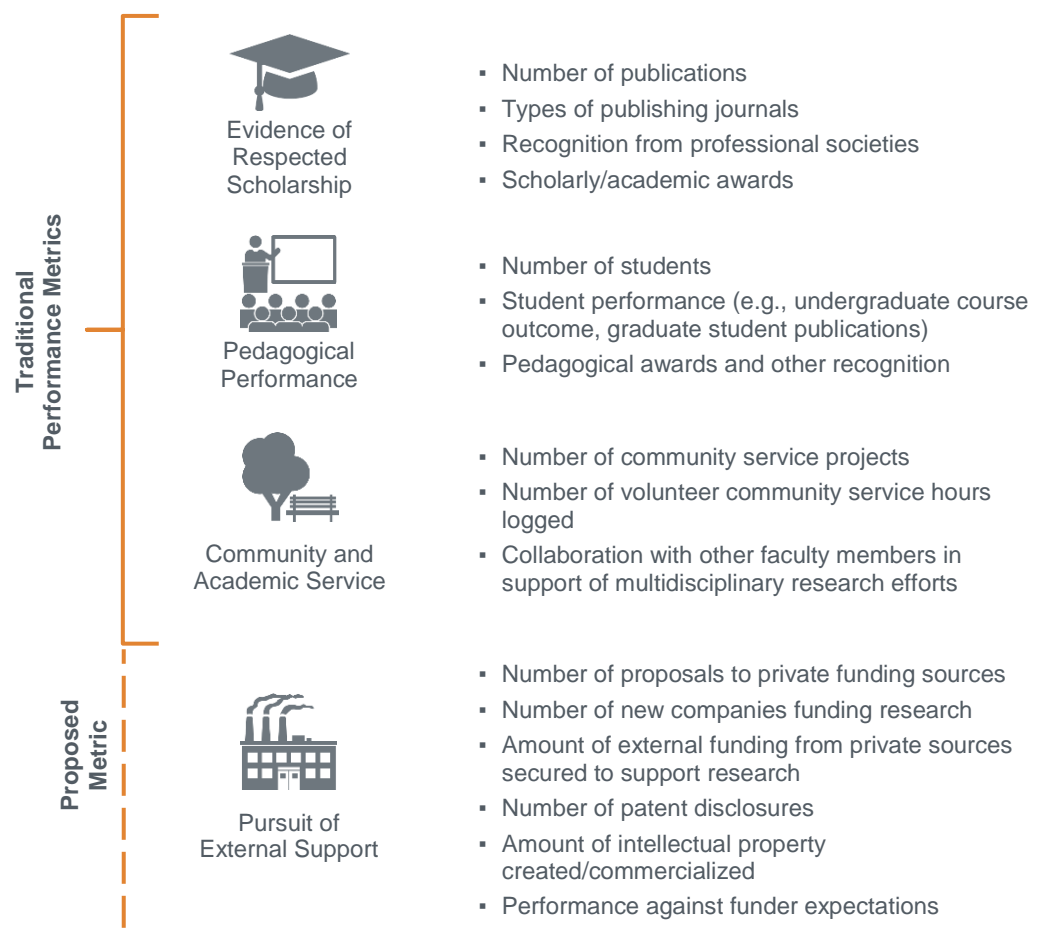 Traditional
Performance Metrics
Evidence of
Respected
Scholarship
▪ Number of publications
▪ Types of publishing journals
▪ Recognition from professional societies
▪ Scholarly/academic awards
Pedagogical
Performance
▪ Number of students
▪ Student performance (e.g., undergraduate course
outcome, graduate student publications)
▪ Pedagogical awards and other recognition
Community and
Academic Service
▪ Number of community service projects
▪ Number of volunteer community service hours
logged
▪ Collaboration with other faculty members in
support of multidisciplinary research efforts
Proposed
Metric
Pursuit of
External Support
▪ Number of proposals to private funding sources
▪ Number of new companies funding research
▪ Amount of external funding from private sources
secured to support research
▪ Number of patent disclosures
▪ Amount of intellectual property
created/commercialized
▪ Performance against funder expectations